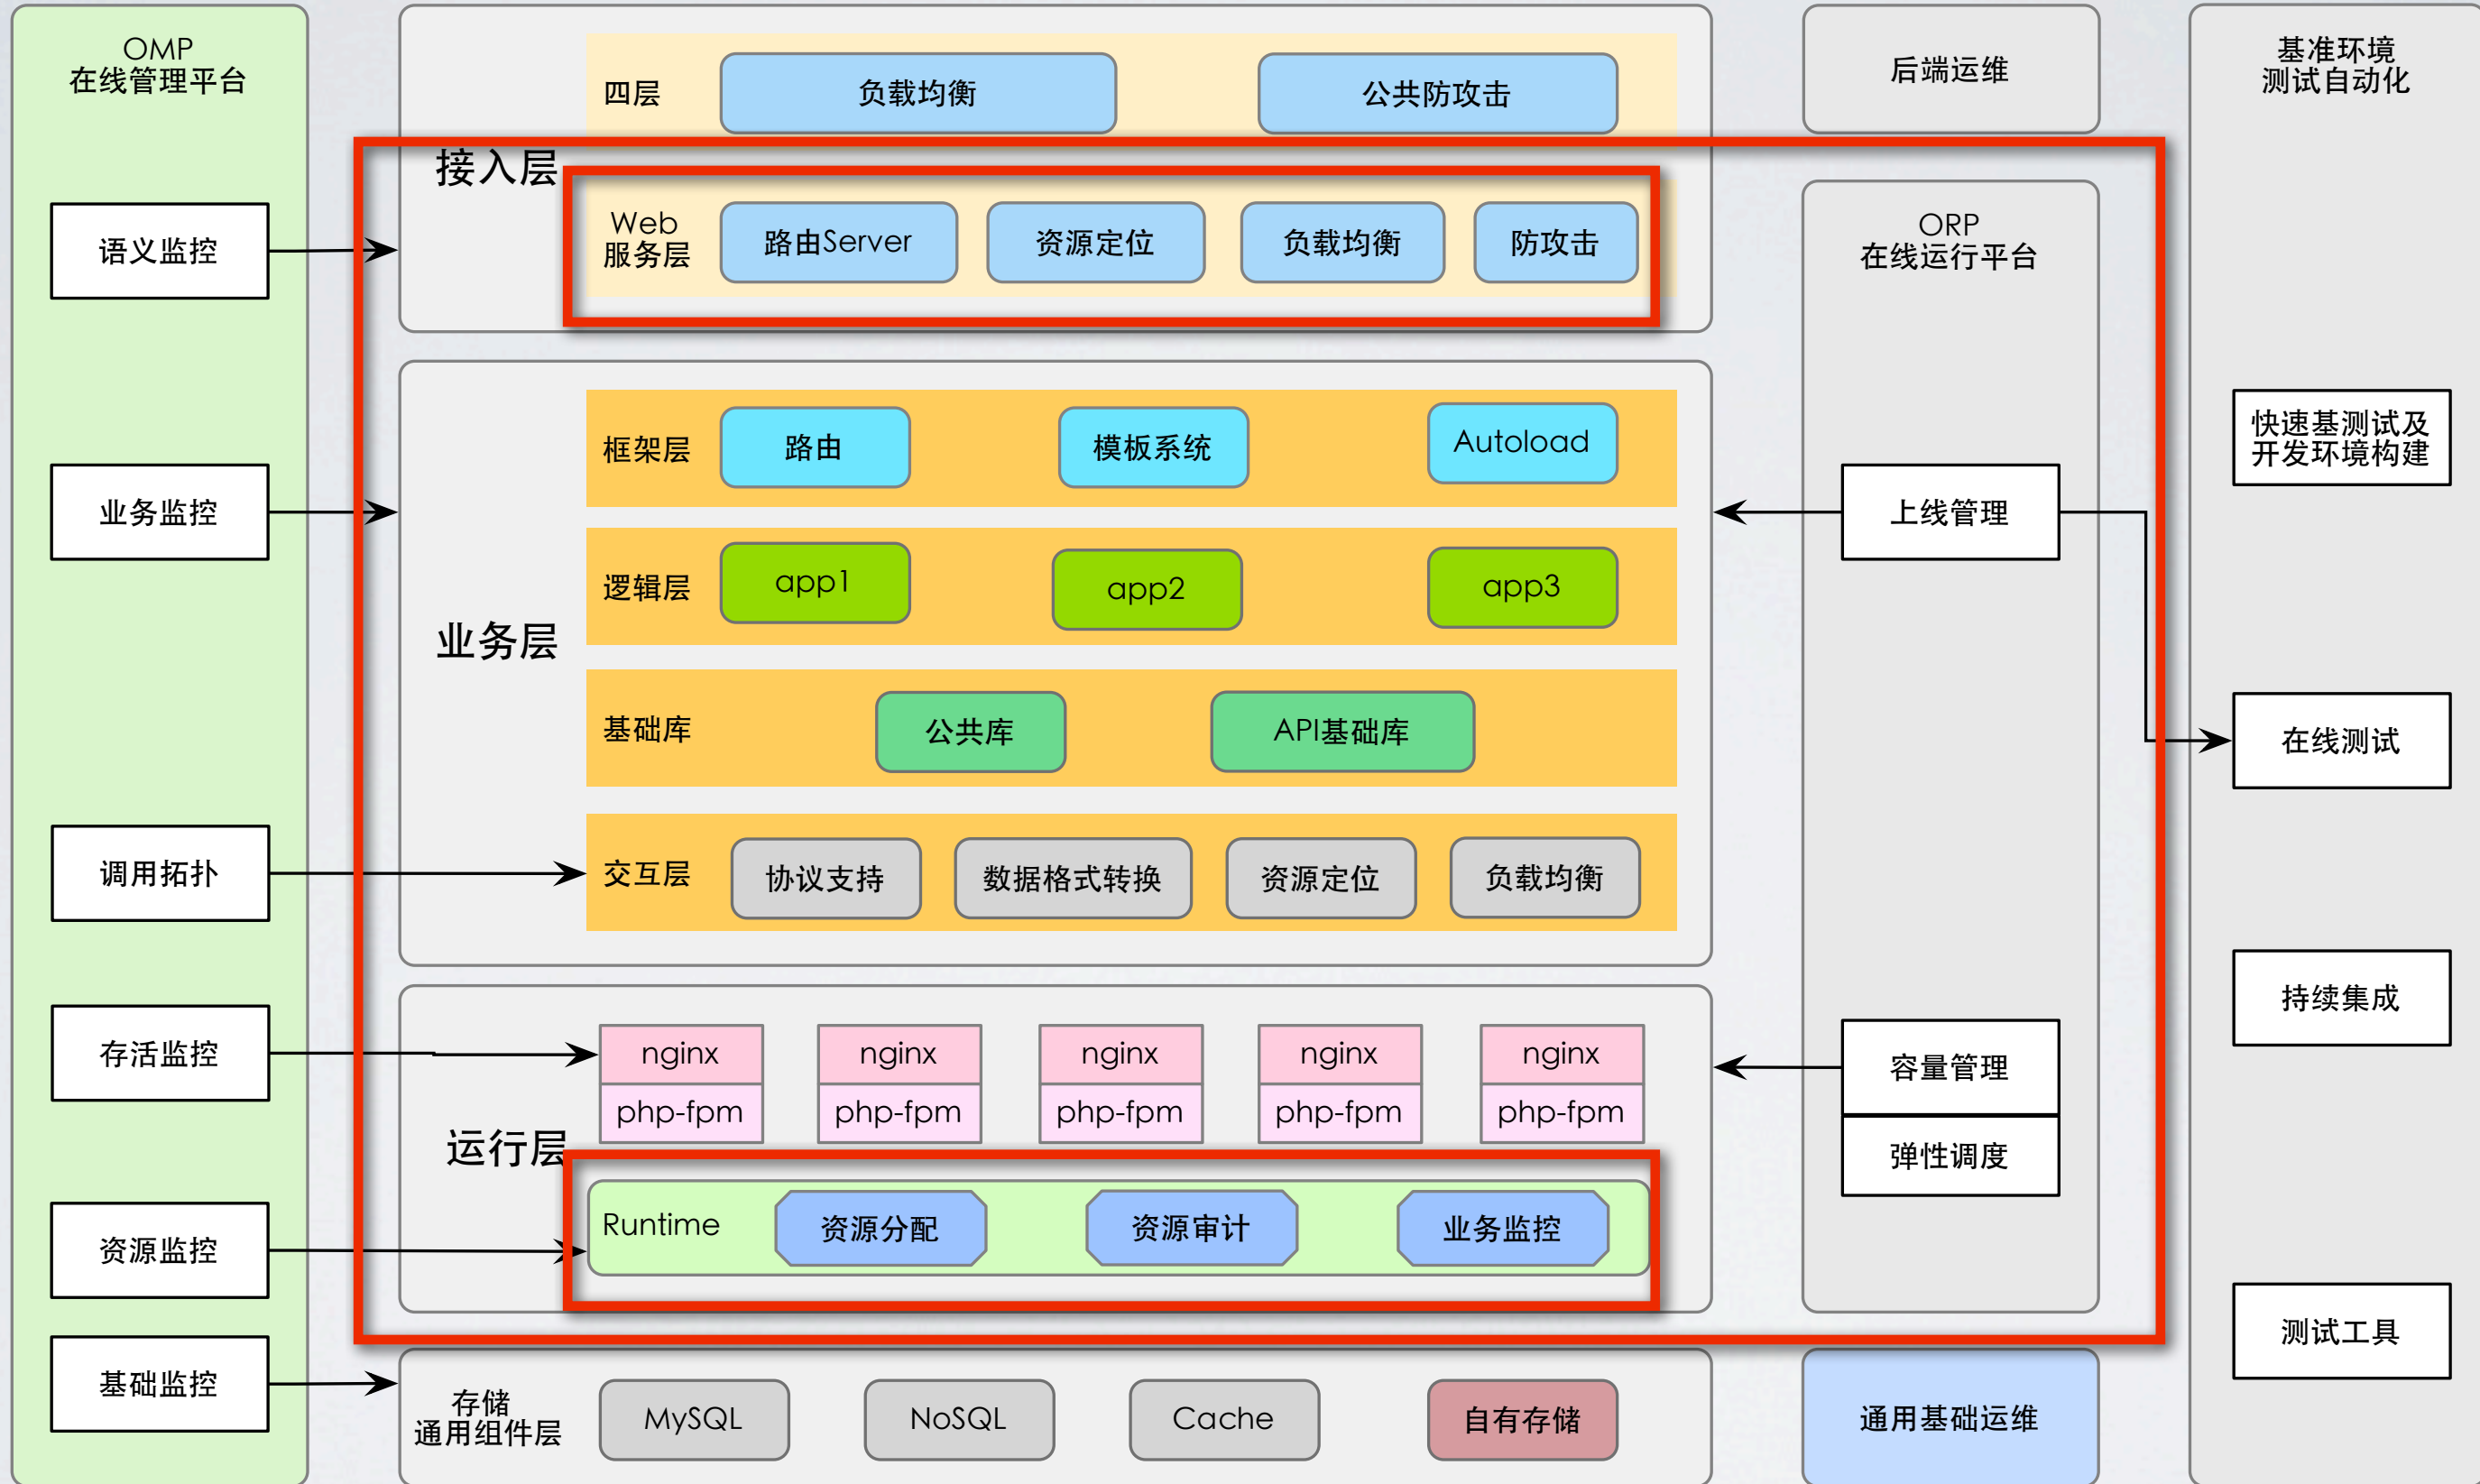 OMP
在线管理平台
语义监控
业务监控
调用拓扑
存活监控
资源监控
基础监控
接入层
四层
负载均衡
公共防攻击
Web
服务层
路由Server
资源定位
负载均衡
防攻击
业务层
框架层
路由
模板系统
Autoload
逻辑层
app1
app2
app3
基础库
公共库
API基础库
交互层
协议支持
数据格式转换
资源定位
负载均衡
运行层
nginx
php-fpm
nginx
php-fpm
nginx
php-fpm
nginx
php-fpm
nginx
php-fpm
Runtime
资源分配
资源审计
业务监控
存储
通用组件层
MySQL
NoSQL
Cache
自有存储
后端运维
ORP
在线运行平台
上线管理
容量管理
弹性调度
通用基础运维
基准环境
测试自动化
快速基测试及
开发环境构建
在线测试
持续集成
测试工具